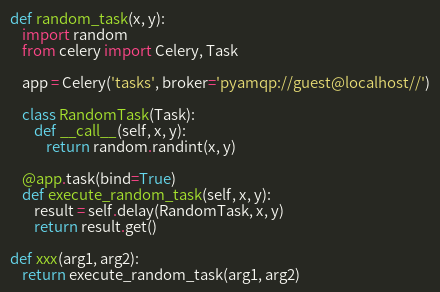 def random_task(x, y):
import random
from celery import Celery, Task
app = Celery('tasks', broker='pyamqp://guest@localhost//')
class RandomTask(Task):
def __call__(self, x, y):
return random.randint(x, y)
@app.task(bind=True)
def execute_random_task(self, x, y):
result = self.delay(RandomTask, x, y)
return result.get()
def xxx(arg1, arg2):
return execute_random_task(arg1, arg2)